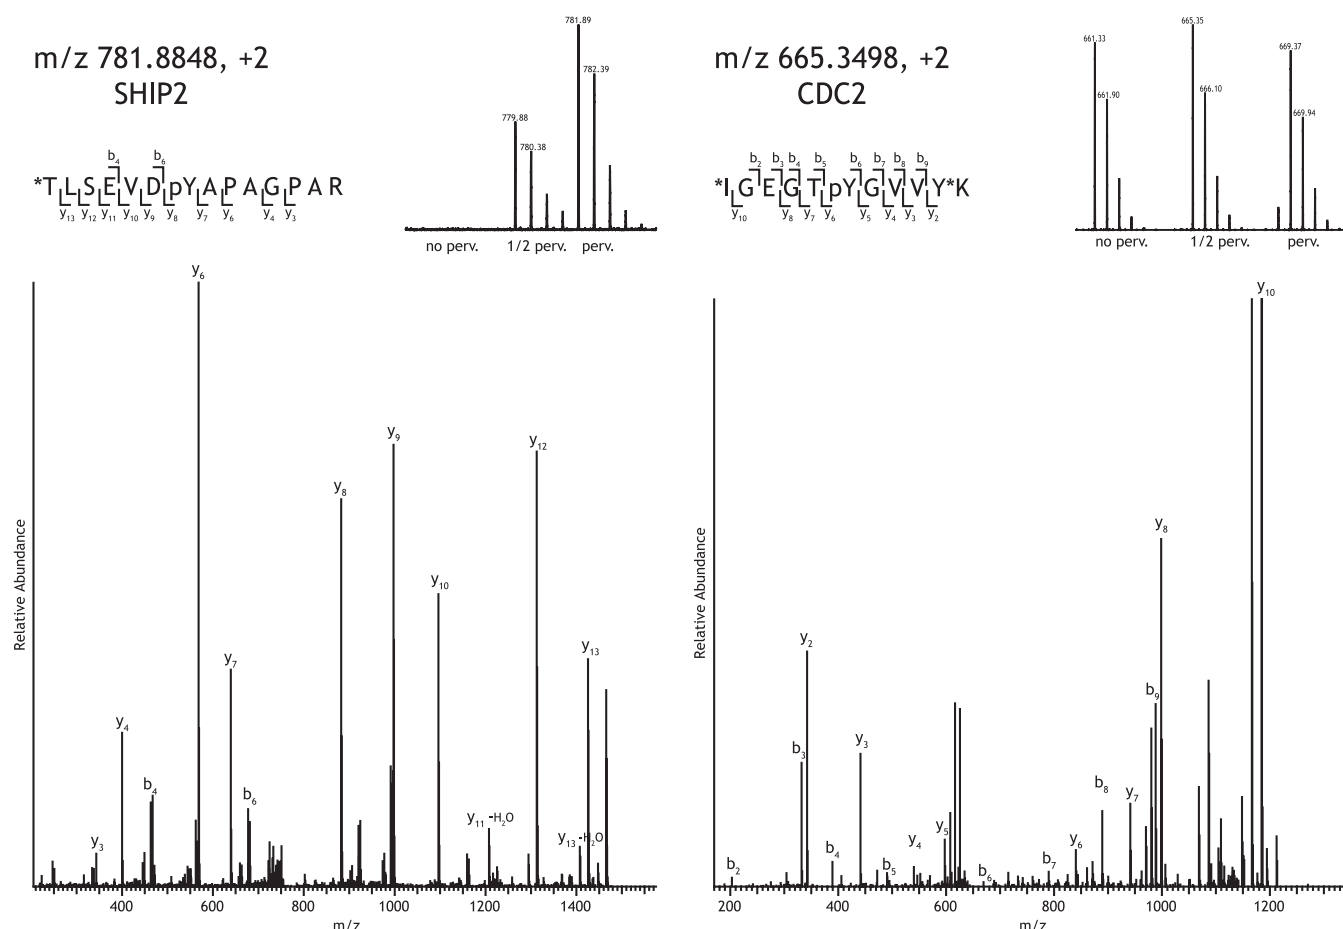 m/z 781.8848, +2
SHIP2
b4 b6
*TLSEVDpYAPAGPAR
y13 y12 y11 y10 y9 y8 y7 y6 y4 y3
781.89
782.39
779.88
780.38
no perv. 1/2 perv. perv.
m/z 665.3498, +2
CDC2
b2 b3 b4 b5 b6 b7 b8 b9
*IGEGTpYGVVY*K
y10 y8 y7 y6 y5 y4 y3 y2
661.33
661.90
665.35
666.10
669.37
669.94
no perv. 1/2 perv. perv.
Relative Abundance
y3
y4
b4
y6
y7
b6
y8
y9
y10
y11 -H2O
y12
y13 -H2O
y13
400 600 800 1000 1200 1400
m/z
Relative Abundance
b2
b3
y2
b4
y3
b5
y4
y5
b6
b7
y6
b8
y7
b9
y8
y10
200 400 600 800 1000 1200
m/z